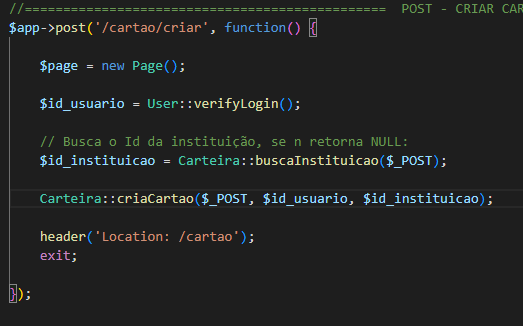 //=============================================== POST - CRIAR CAR
$app->post('/cartao/criar', function() {
$page = new Page();
$id_usuario = User::verifyLogin();
// Busca o Id da instituição, se n retorna NULL:
$id_instituicao = Carteira::buscaInstituicao($_POST);
Carteira::criaCartao($_POST, $id_usuario, $id_instituicao);
header('Location: /cartao');
exit;
});